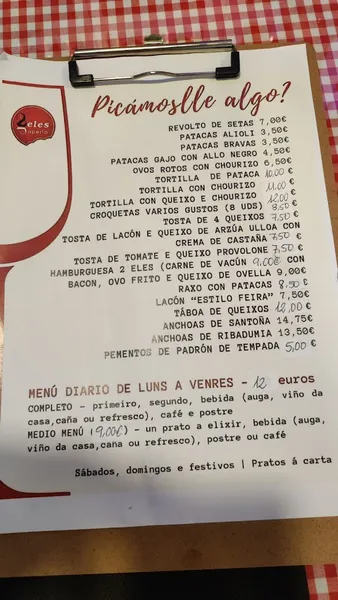 2eles
Taperia
Picámoslle algo?
REVOLTO DE SETAS 7,00€
PATACAS ALIOLI 3,50€
PATACAS BRAVAS 3,50€
PATACAS GAJO CON ALLO NEGRO 4,50€
OVOS ROTOS CON CHOURIZO 6,50€
TORTILLA DE PATACA 10.00 €
TORTILLA CON CHOURIZO 11.00 €
TORTILLA CON QUEIXO E CHOURIZO 12.00 €
CROQUETAS VARIOS GUSTOS (8 UDS) 8,50 €
TOSTA DE 4 QUEIXOS 7.50 €
TOSTA DE LACÓN E QUEIXO DE ARZÚA ULLOA CON
CREMA DE CASTAÑA 7.50 €
TOSTA DE TOMATE E QUEIXO PROVOLONE 7.50 €
HAMBURGUESA 2 ELES (CARNE DE VACÚN 9.00€ CON
BACON, OVO FRITO E QUEIXO DE OVELLA 9,00€
RAXO CON PATACAS 8.50 €
LACÓN "ESTILO FEIRA" 7,50€
TÁBOA DE QUEIXOS 12,00 €
ANCHOAS DE SANTOÑA 14,75€
ANCHOAS DE RIBADUMIA 13,50€
PEMENTOS DE PADRÓN DE TEMPADA 5,00 €
MENÚ DIARIO DE LUNS A VENRES - 12 euros
COMPLETO - primeiro, segundo, bebida (auga, viño da
casa,caña ou refresco), café e postre
MEDIO MENÚ (9,00€) - un prato a elixir, bebida (auga,
viño da casa,caña ou refresco), postre ou café
Sábados, domingos e festivos | Pratos á carta